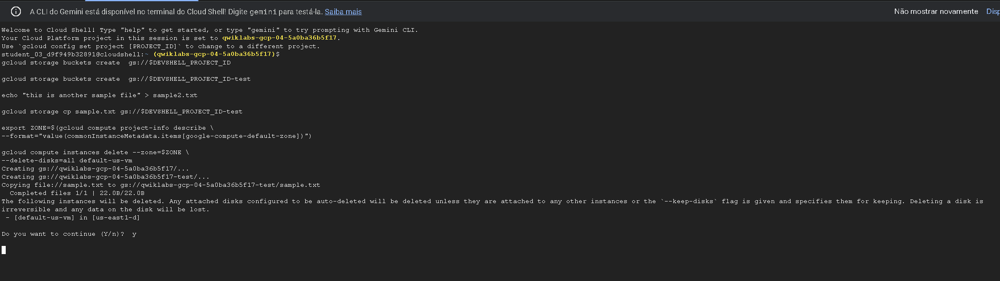 A CLI do Gemini está disponível no terminal do Cloud Shell! Digite gemini para testá-la. Saiba mais
Não mostrar novamente
Welcome to Cloud Shell! Type "help" to get started, or type "gemini" to try prompting with Gemini CLI.
Your Cloud Platform project in this session is set to qwiklabs-gcp-04-5a0ba36b5f17.
Use `gcloud config set project [PROJECT_ID]` to change to a different project.
student_03_d9f949b32891@cloudshell:~ (qwiklabs-gcp-04-5a0ba36b5f17)$
gcloud storage buckets create  gs://$DEVSHELL_PROJECT_ID
gcloud storage buckets create  gs://$DEVSHELL_PROJECT_ID-test
echo "this is another sample file" > sample2.txt
gcloud storage cp sample.txt gs://$DEVSHELL_PROJECT_ID-test
export ZONE=$(gcloud compute project-info describe \
--format="value(commonInstanceMetadata.items[google-compute-default-zone])")
gcloud compute instances delete --zone=$ZONE \
--delete-disks=all default-us-vm
Creating gs://qwiklabs-gcp-04-5a0ba36b5f17/...
Creating gs://qwiklabs-gcp-04-5a0ba36b5f17-test/...
Copying file://sample.txt to gs://qwiklabs-gcp-04-5a0ba36b5f17-test/sample.txt
  Completed files 1/1 | 22.0B/22.0B
The following instances will be deleted. Any attached disks configured to be auto-deleted will be deleted unless they are attached to any other instances or the `--keep-disks` flag is given and specifies them for keeping. Deleting a disk is
irreversible and any data on the disk will be lost.
 - [default-us-vm] in [us-east1-d]
Do you want to continue (Y/n)?  y